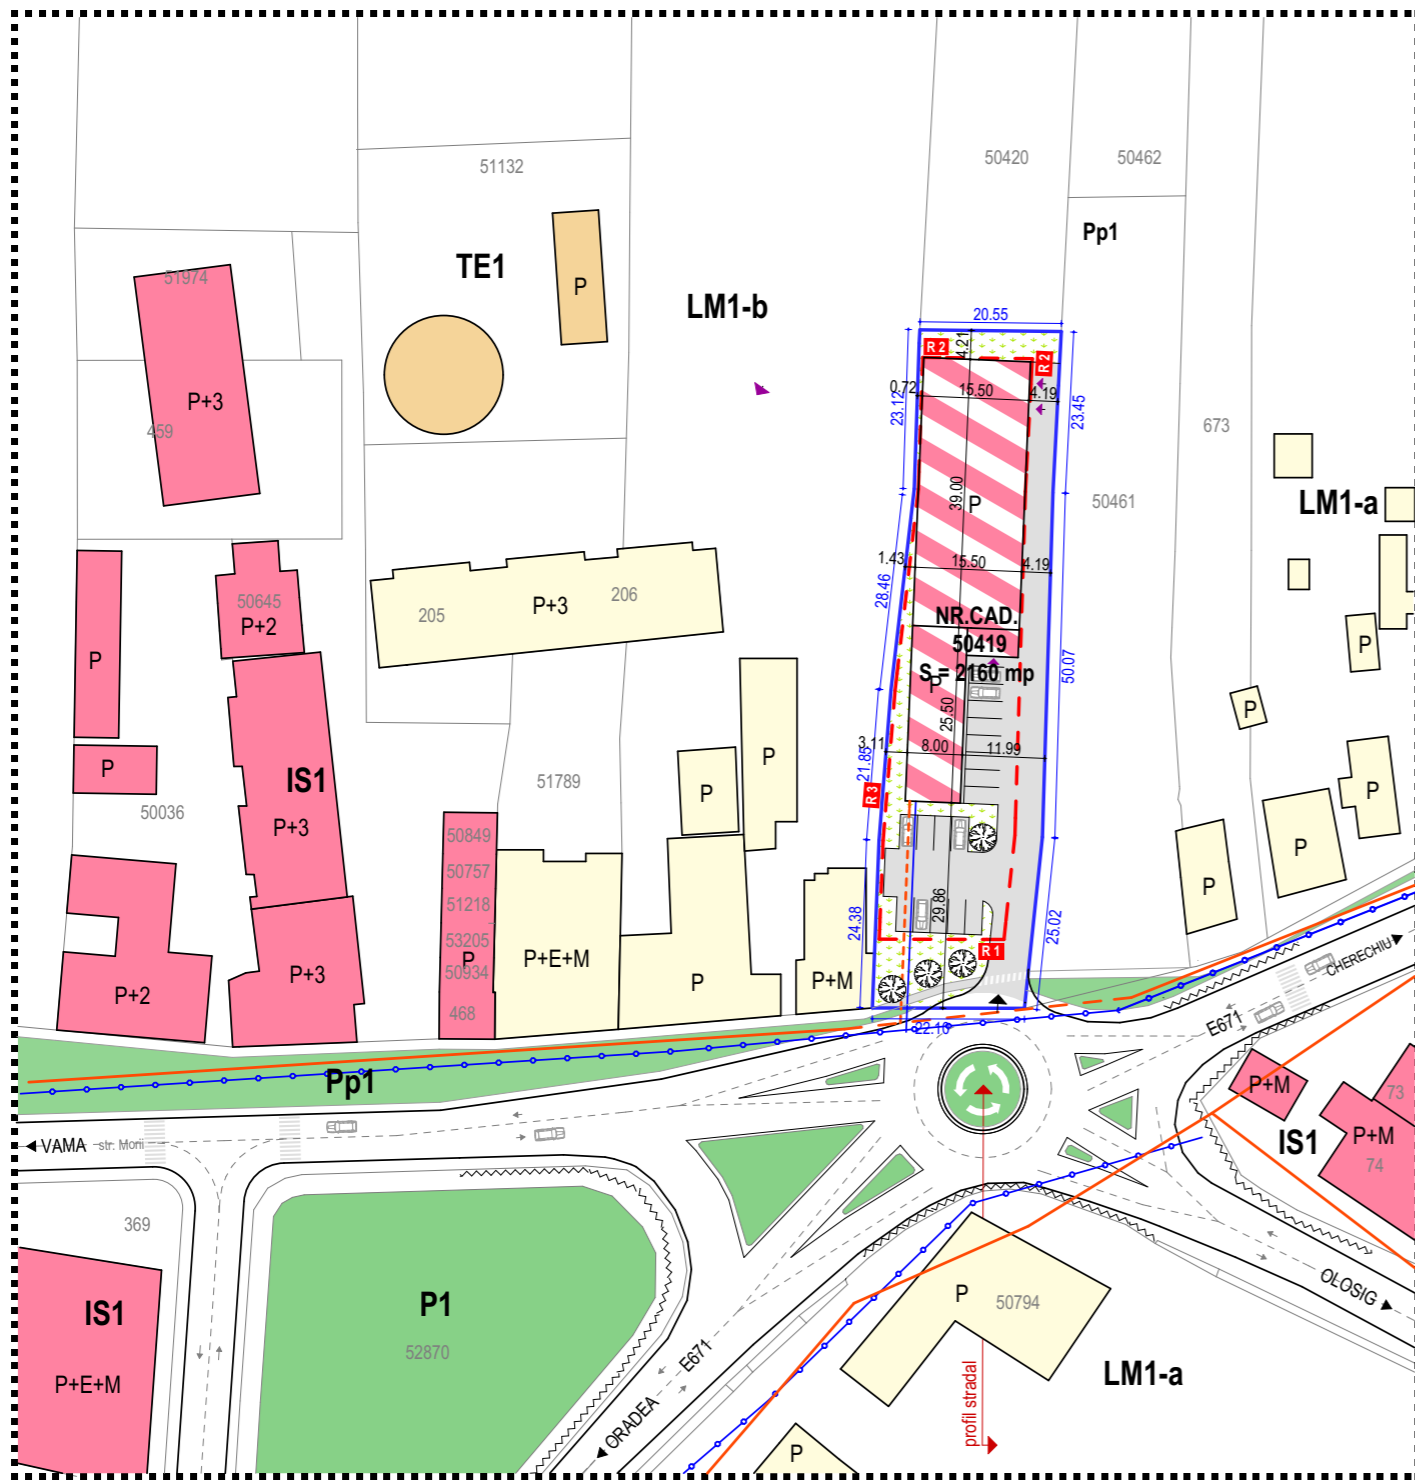 50420
50462
51132
Pp1
TE1
P
51974
LM1-b
20.55
R 2
4.21
R 2
0.72
15.50
4.19
23.12
23.45
P+3
459
673
LM1-a
39.00
P
50461
1.43
15.50
4.19
28.46
50645
P+2
205
P+3
206
NR.CAD.
50419
S = 2160 mp
P
P
P
50.07
25.50
P
3.11
8.00
11.99
21.85
R 3
P
IS1
P
P
51789
P
P
50036
P+3
50849
50757
51218
53205
P
50934
468
P
P
29.86
24.38
25.02
R 1
P+E+M
P+3
P+2
P
P+M
CHERECHIU
E671
22.10
Pp1
P+M
73
P+M
74
IS1
VAMA
str. Morii
369
IS1
P1
52870
P+E+M
P
50794
OLOSIG
E671
ORADEA
profil stradal
LM1-a
P